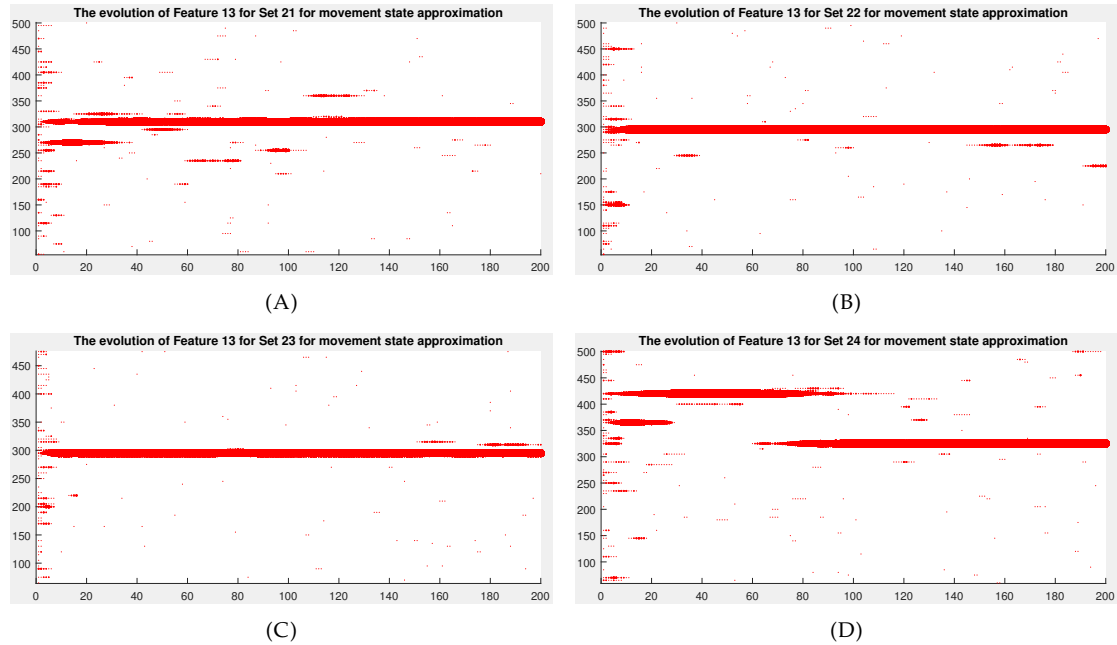 The evolution of Feature 13 for Set 21 for movement state approximation
500
450
400
350
300
250
200
150
100
0 20 40 60 80 100 120 140 160 180 200
(A)
The evolution of Feature 13 for Set 22 for movement state approximation
500
450
400
350
300
250
200
150
100
0 20 40 60 80 100 120 140 160 180 200
(B)
The evolution of Feature 13 for Set 23 for movement state approximation
450
400
350
300
250
200
150
100
0 20 40 60 80 100 120 140 160 180 200
(C)
The evolution of Feature 13 for Set 24 for movement state approximation
500
450
400
350
300
250
200
150
100
0 20 40 60 80 100 120 140 160 180 200
(D)